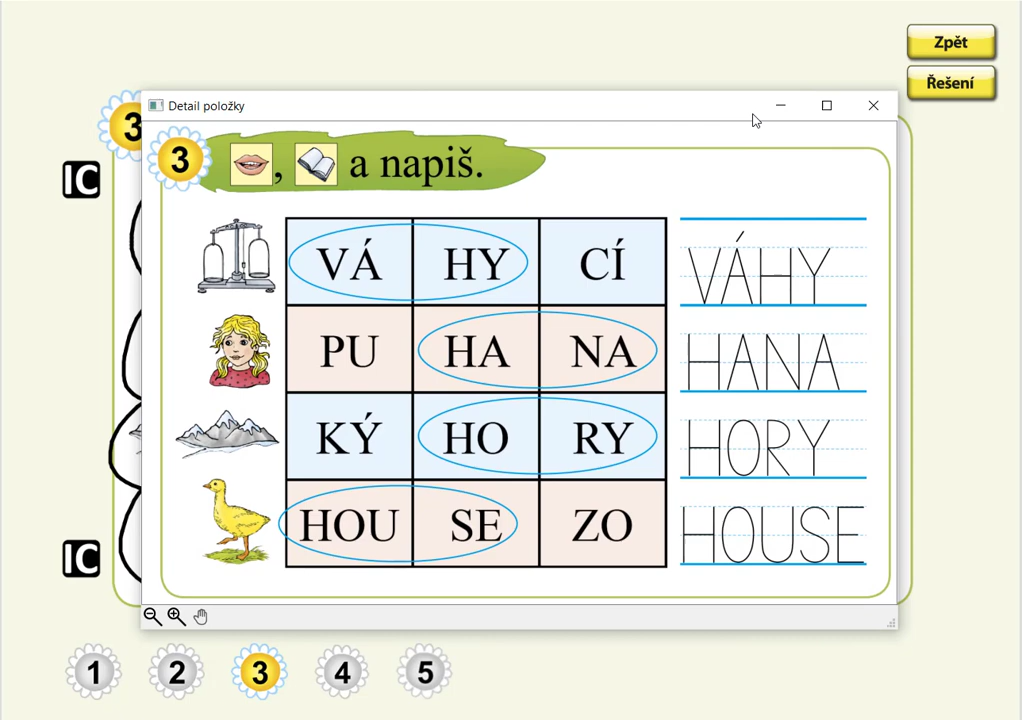 Zpět
Řešení
Detail položky
3
IC
3 , a napiš.
VÁ HY CÍ VÁHY
PU HA NA HANA
KÝ HO RY HORY
HOU SE ZO HOUSE
IC
1 2 3 4 5